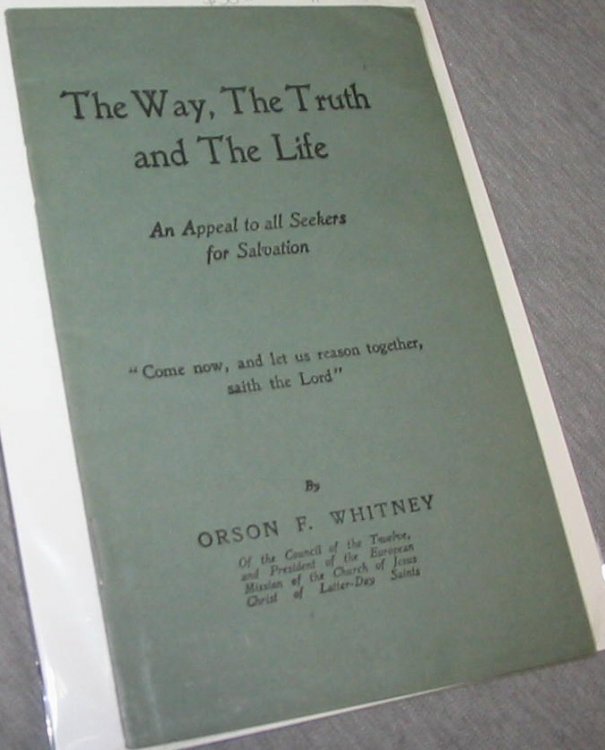 The Way, The Truth
and The Life
An Appeal to all Seekers
for Salvation
"Come now, and let us reason together,
saith the Lord"
By
ORSON F. WHITNEY
Of the Council of the Twelve,
and President of the European
Mission of the Church of Jesus
Christ of Latter-Day Saints